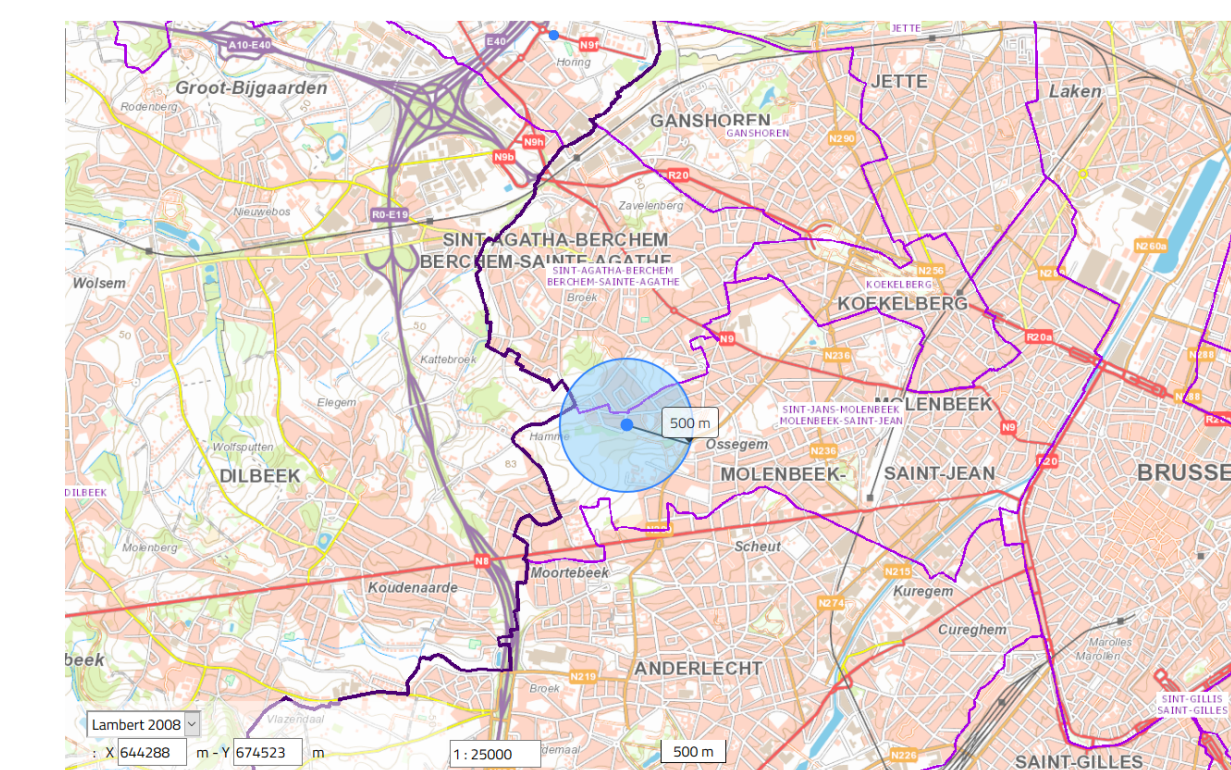 JETTE
A10-E40
E40
N9f
Horing
Groot-Bijgaarden
JETTE
Laken
Rodenberg
GANSHOREN
GANSHOREN
N290
N9h
N9b
R20
Nieuwebos
R0-E19
Zavelenberg
SINT-AGATHA-BERCHEM
BERCHEM-SAINTE-AGATHE
N260a
SINT-AGATHA-BERCHEM
BERCHEM-SAINTE-AGATHE
N256
Wolsem
Broek
KOEKELBERG
KOEKELBERG
50
50
N9
R20a
Kattebroek
N236
N288
Elegem
MOLENBEEK
SINT-JANS-MOLENBEEK
MOLENBEEK-SAINT-JEAN
500 m
N9
Hamme
Ossegem
Wolfsputten
N236
83
R20
DILBEEK
MOLENBEEK-
SAINT-JEAN
BRUSSE
DILBEEK
Molenberg
Scheut
N8
Moortebeek
N215
Koudenaarde
Kuregem
N274
Cureghem
Marolles
Marollen
beek
ANDERLECHT
N219
Broek
SINT-GILLIS
SAINT-GILLES
Vlazendaal
Lambert 2008
: X 644288 m - Y 674523 m
1 : 25000
demaal
500 m
N226
SAINT-GILLES